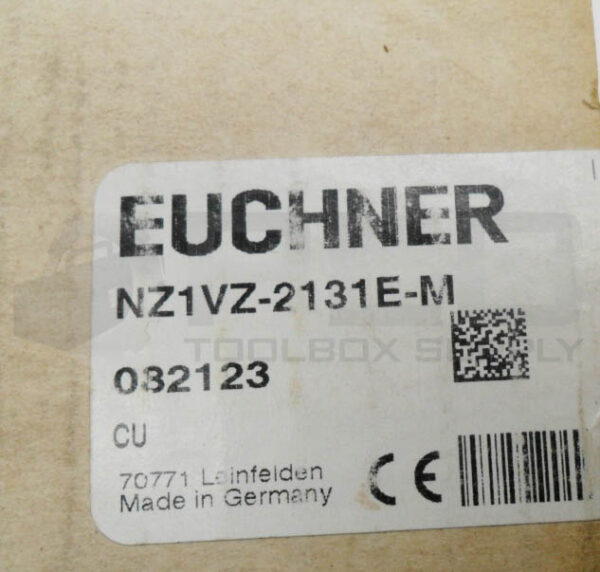 EUCHNER
NZ1VZ-2131E-M
TOOLBOX SUPPLY
082123
CU
70771 Leinfelden
Made in Germany
CE